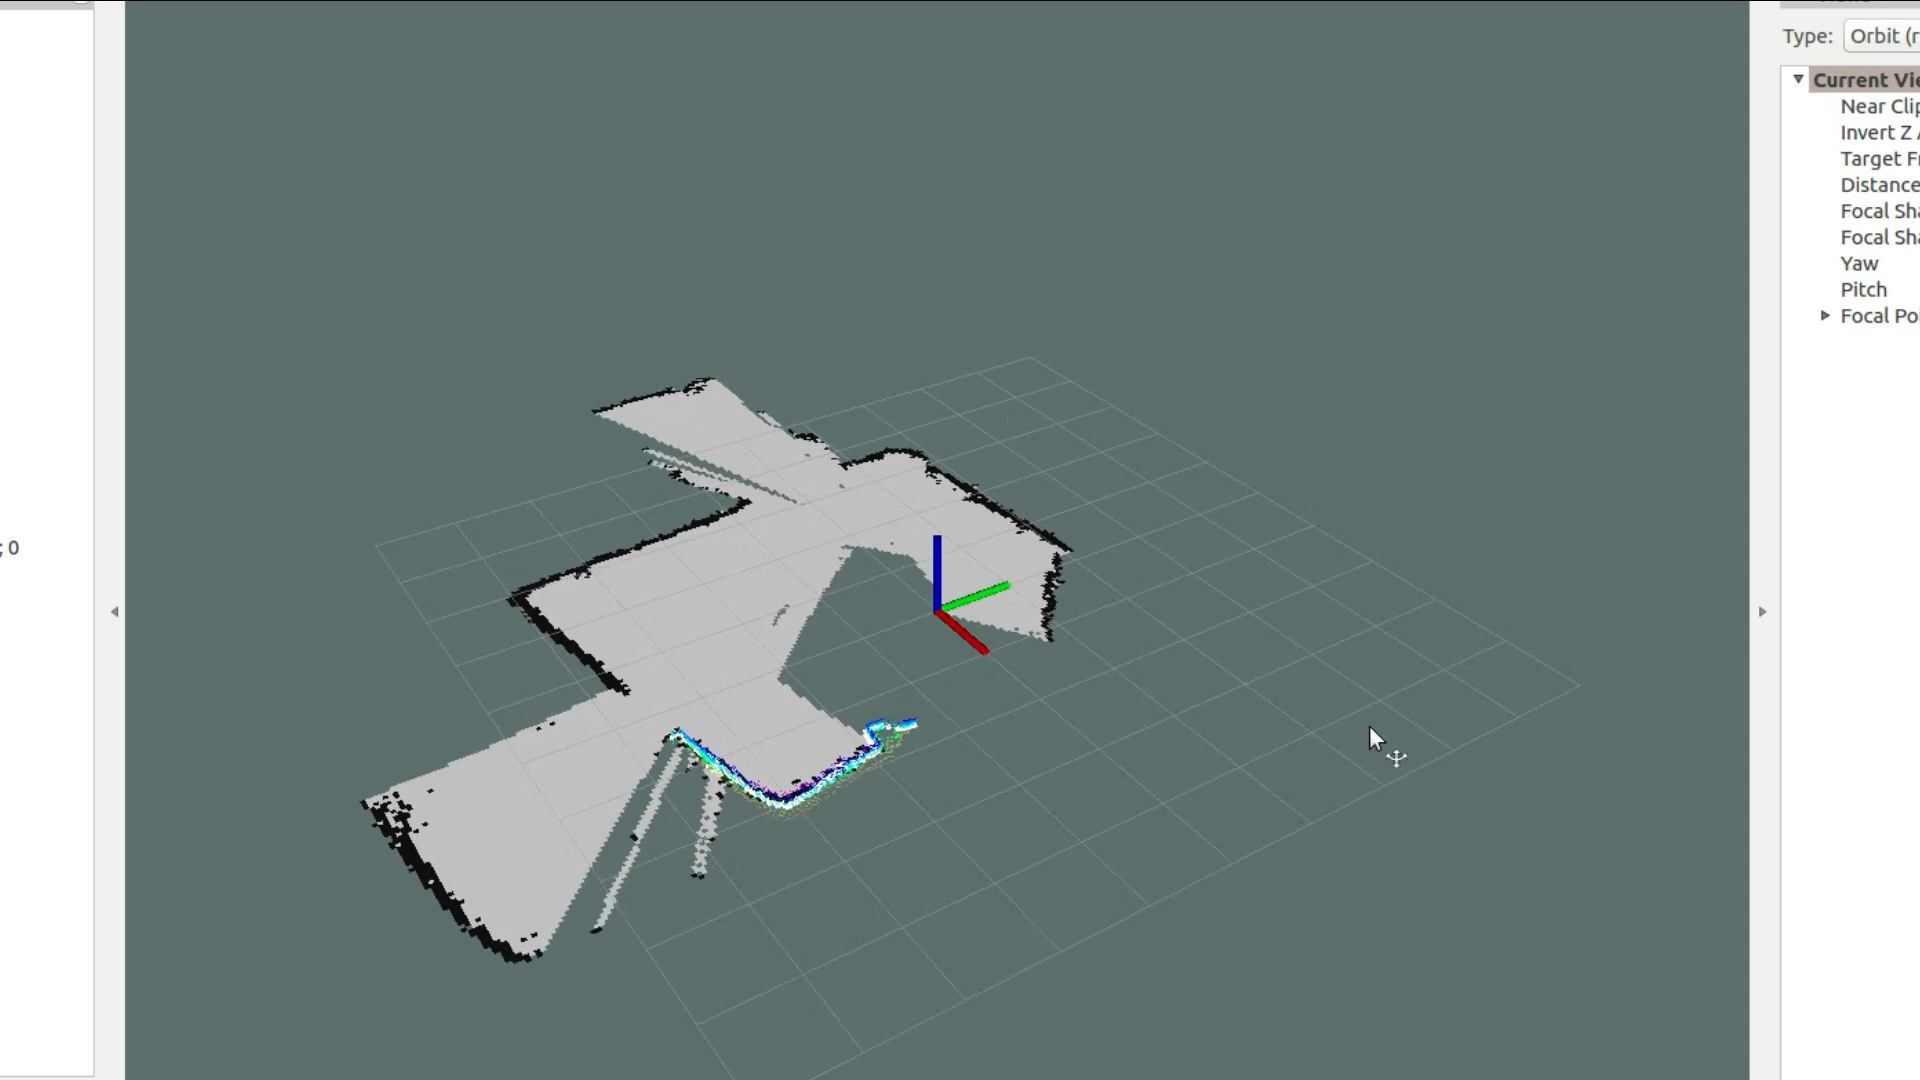 Type: Orbit (r
Current Vie
Near Clip
Invert Z A
Target Fr
Distance
Focal Sha
Focal Sha
Yaw
Pitch
Focal Poi
; 0